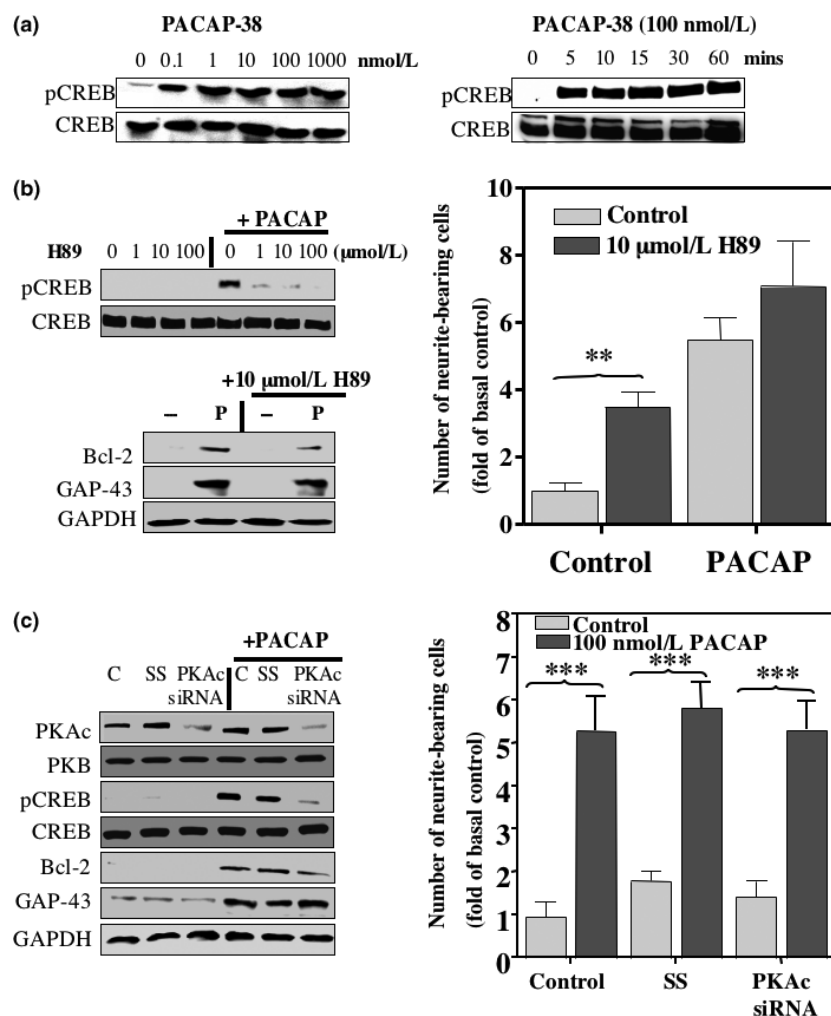 (a)
PACAP-38
0 0.1 1 10 100 1000 nmol/L
pCREB
CREB
PACAP-38 (100 nmol/L)
0 5 10 15 30 60 mins
pCREB
CREB
(b)
+ PACAP
H89 0 1 10 100 0 1 10 100 (μmol/L)
pCREB
CREB
+10 μmol/L H89
– P – P
Bcl-2
GAP-43
GAPDH
Number of neurite-bearing cells
(fold of basal control)
10
8
6
4
2
0
Control
10 μmol/L H89
**
Control PACAP
(c)
+PACAP
C SS PKAc C SS PKAc
siRNA siRNA
PKAc
PKB
pCREB
CREB
Bcl-2
GAP-43
GAPDH
Number of neurite-bearing cells
(fold of basal control)
8
7
6
5
4
3
2
1
0
Control
100 nmol/L PACAP
*** *** ***
Control SS PKAc
siRNA